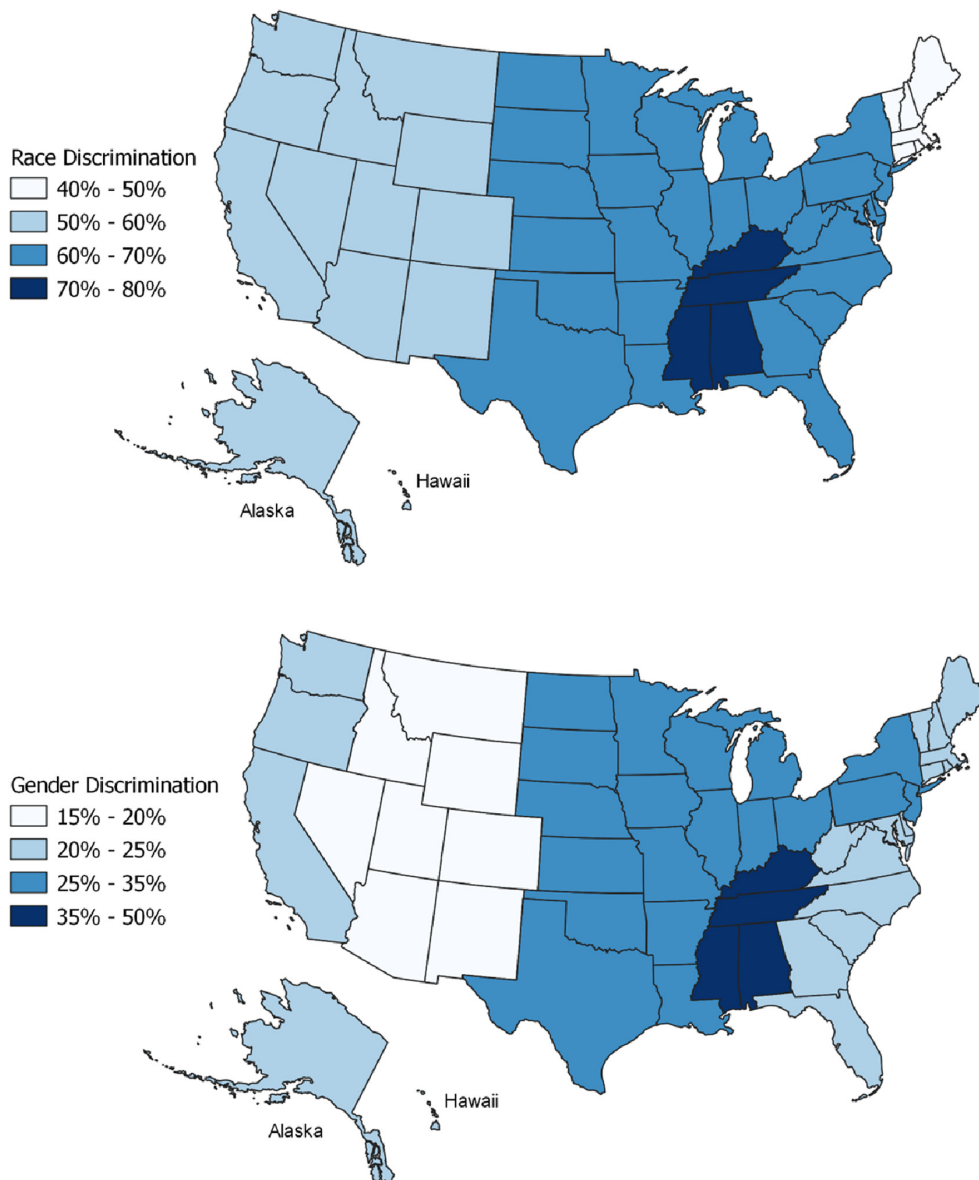 Race Discrimination
40% - 50%
50% - 60%
60% - 70%
70% - 80%
Hawaii
Alaska
Gender Discrimination
15% - 20%
20% - 25%
25% - 35%
35% - 50%
Hawaii
Alaska